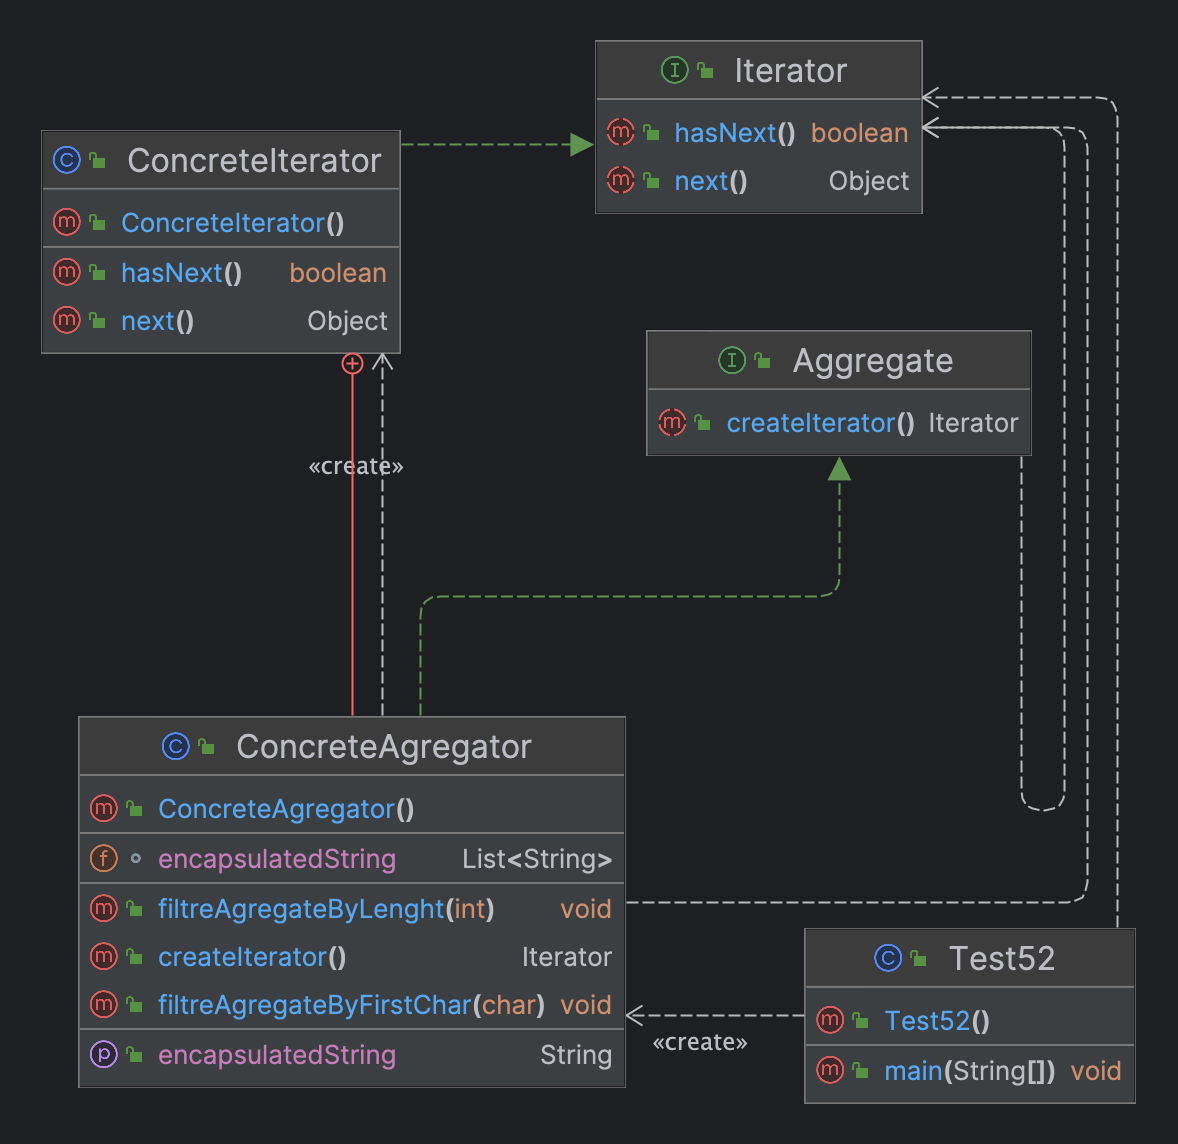 Iterator
hasNext() boolean
next() Object
ConcreteIterator
ConcreteIterator()
hasNext() boolean
next() Object
Aggregate
createIterator() Iterator
«create»
ConcreteAgregator
ConcreteAgregator()
encapsulatedString List<String>
filtreAgregateByLenght(int) void
createIterator() Iterator
filtreAgregateByFirstChar(char) void
encapsulatedString String
«create»
Test52
Test52()
main(String[]) void